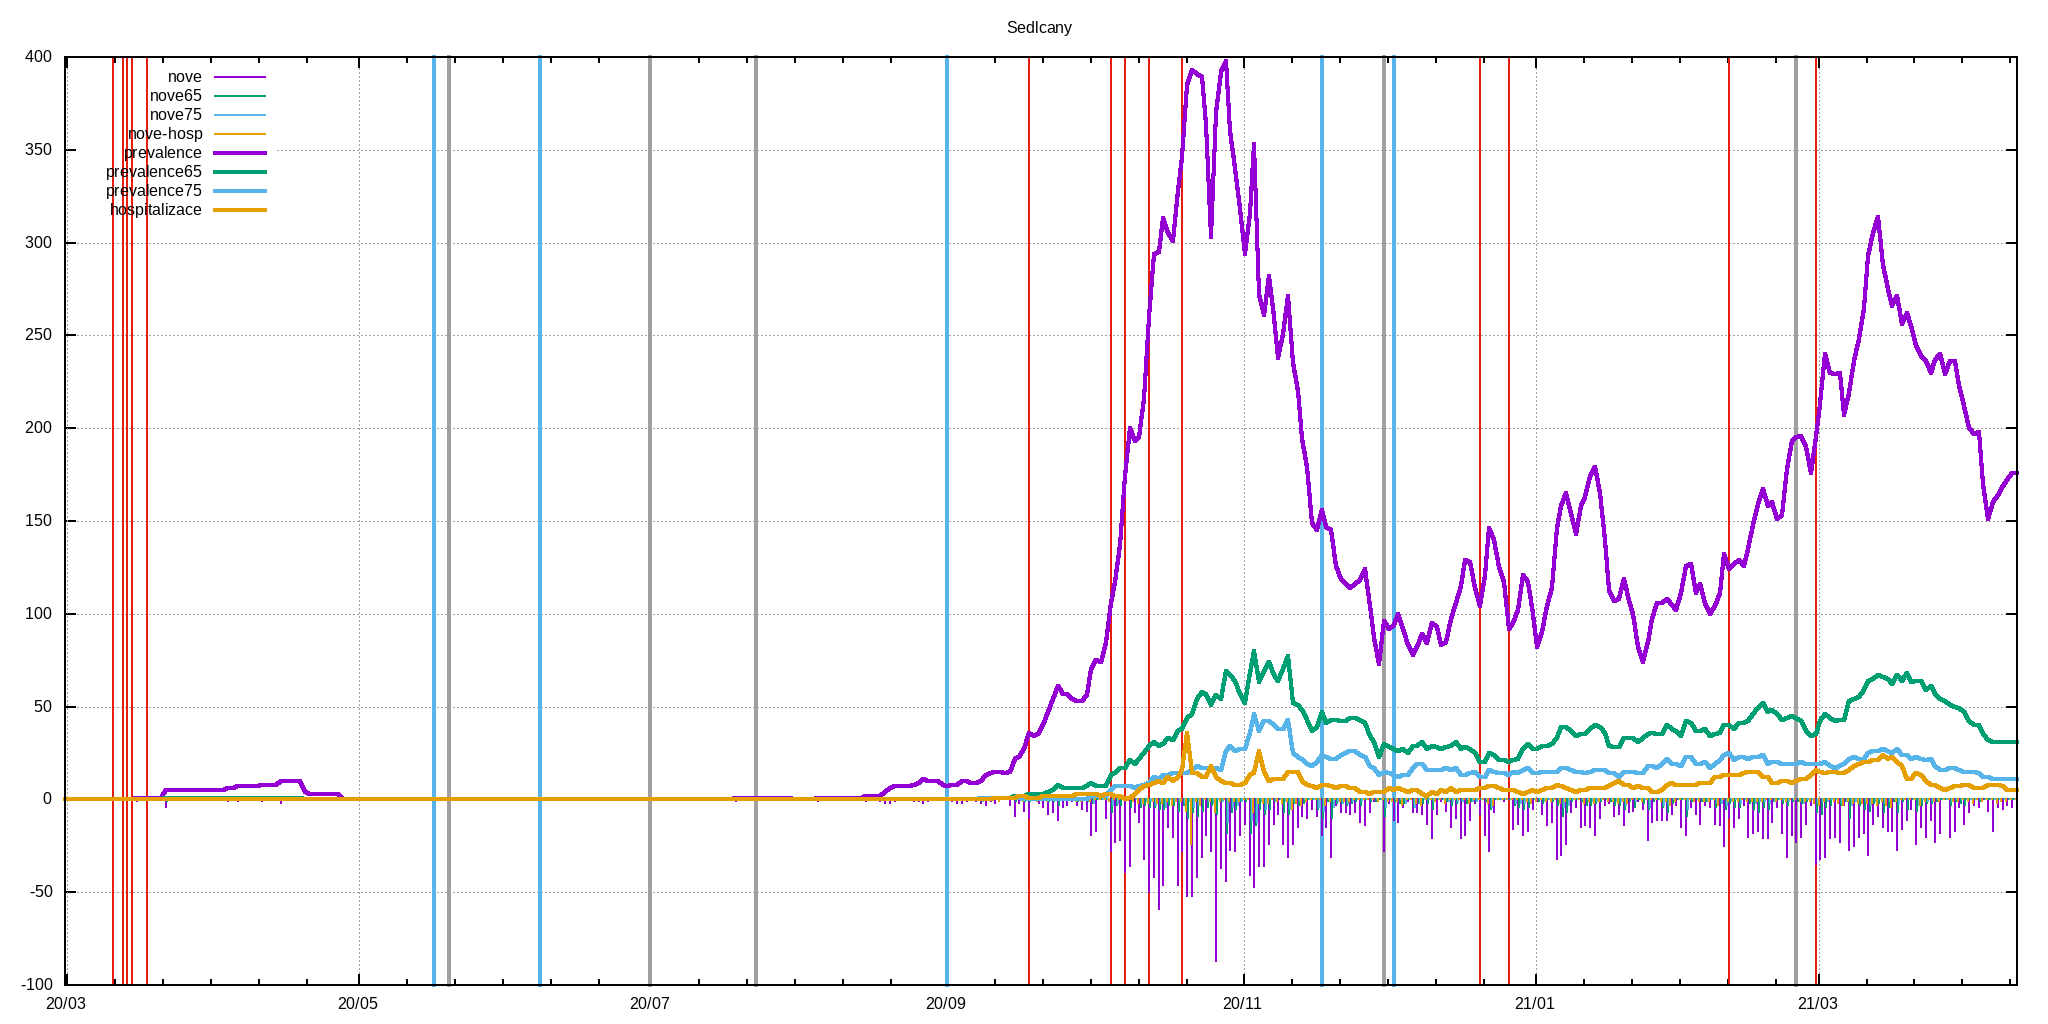 Sedlcany
400
nove
nove65
nove75
nove-hosp
350
prevalence
prevalence65
prevalence75
hospitalizace
300
250
200
150
100
50
0
-50
-100
20/03 20/05 20/07 20/09 20/11 21/01 21/03